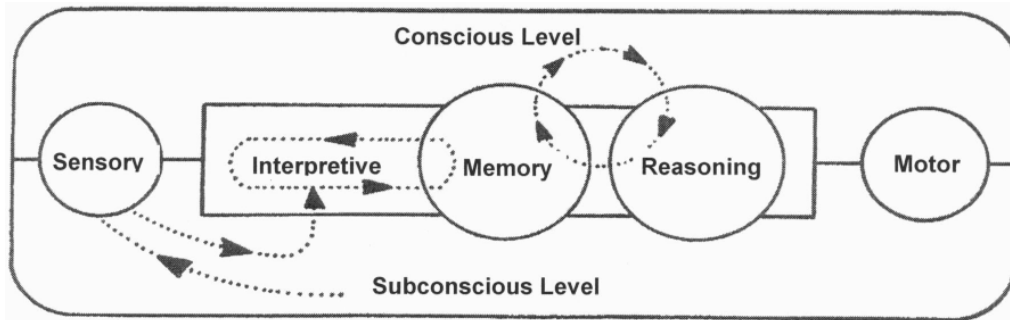 Conscious Level
Sensory
Interpretive
Memory
Reasoning
Motor
Subconscious Level